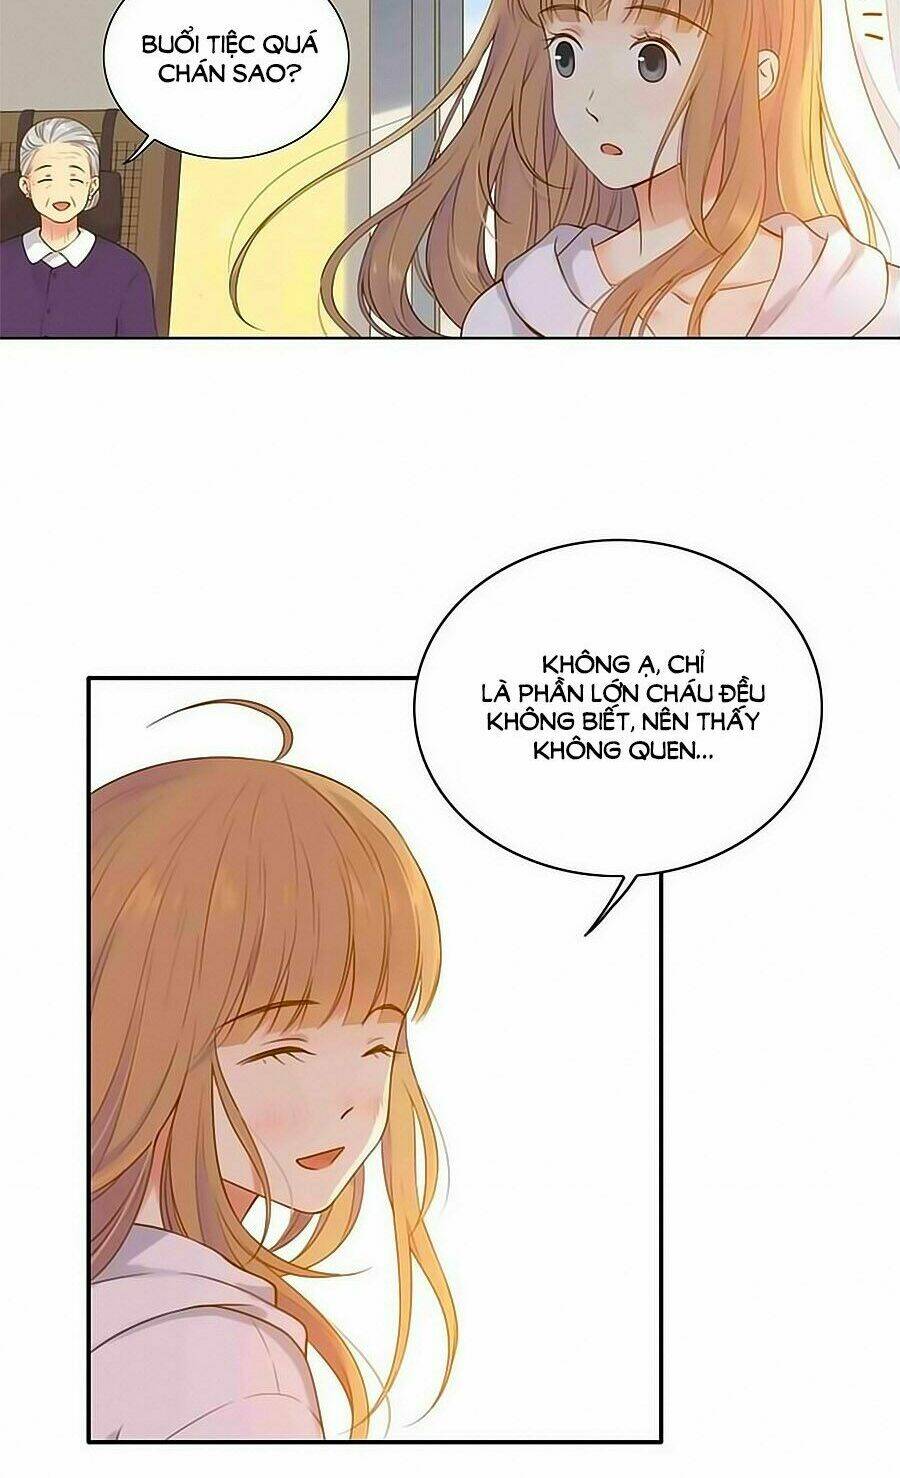 BUỔI TIỆC QUÁ
CHÁN SAO?
KHÔNG Ạ, CHỈ
LÀ PHẦN LỚN CHÁU ĐỀU
KHÔNG BIẾT, NÊN THẤY
KHÔNG QUEN...